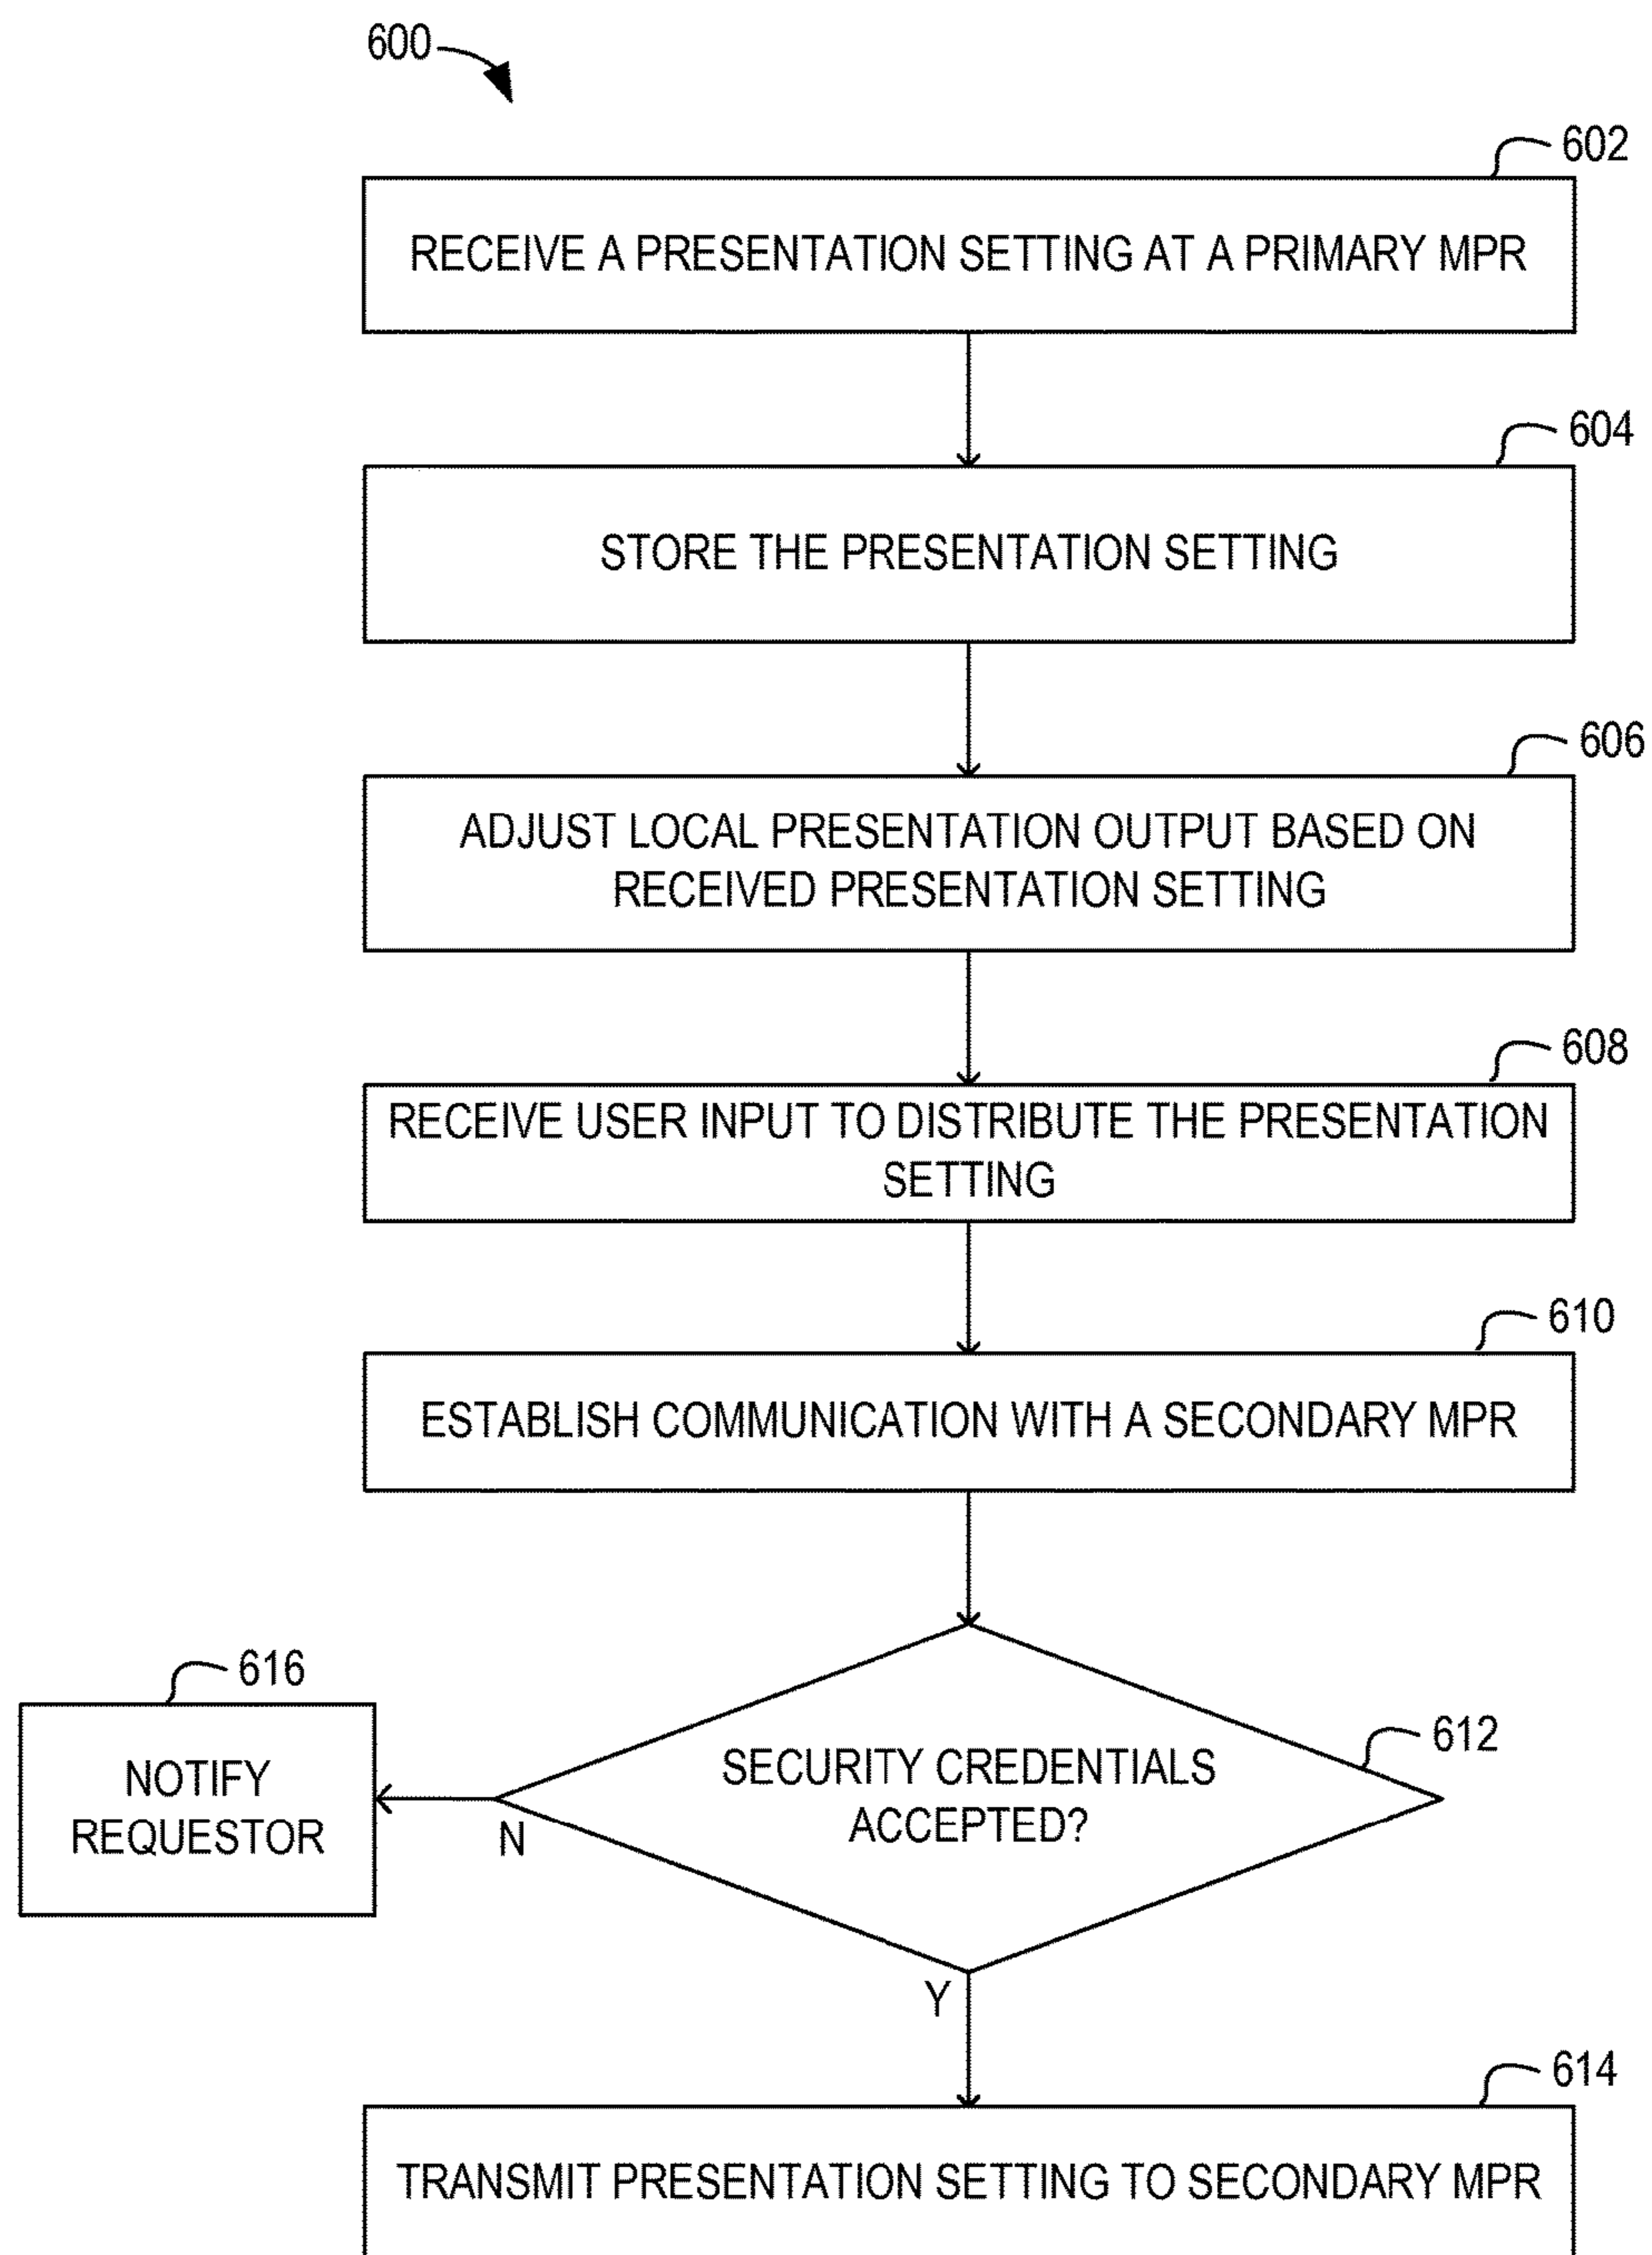 600
602
RECEIVE A PRESENTATION SETTING AT A PRIMARY MPR
604
STORE THE PRESENTATION SETTING
606
ADJUST LOCAL PRESENTATION OUTPUT BASED ON
RECEIVED PRESENTATION SETTING
608
RECEIVE USER INPUT TO DISTRIBUTE THE PRESENTATION
SETTING
610
ESTABLISH COMMUNICATION WITH A SECONDARY MPR
616
NOTIFY
REQUESTOR
612
SECURITY CREDENTIALS
ACCEPTED?
N
Y
614
TRANSMIT PRESENTATION SETTING TO SECONDARY MPR